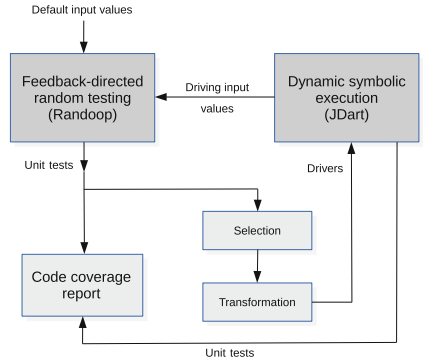 Default input values
Feedback-directed
random testing
(Randoop)
Driving input
values
Dynamic symbolic
execution
(JDart)
Unit tests
Drivers
Selection
Code coverage
report
Transformation
Unit tests